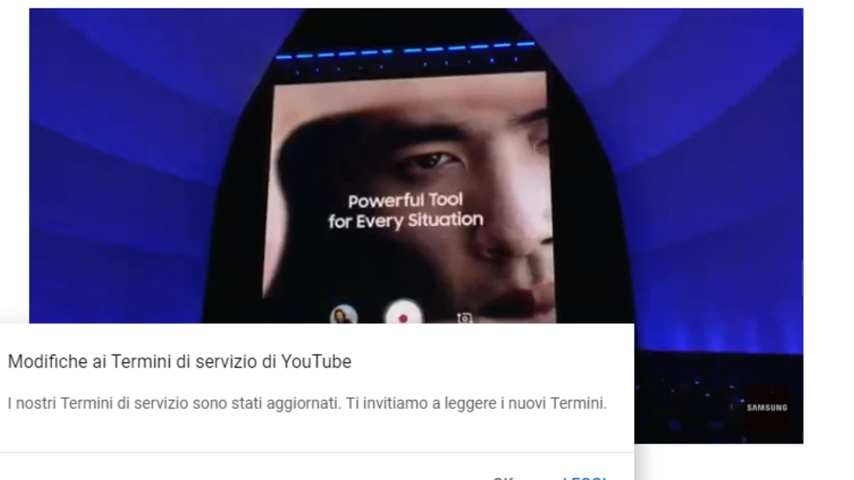 Powerful Tool
for Every Situation
SAMSUNG
Modifiche ai Termini di servizio di YouTube
I nostri Termini di servizio sono stati aggiornati. Ti invitiamo a leggere i nuovi Termini.